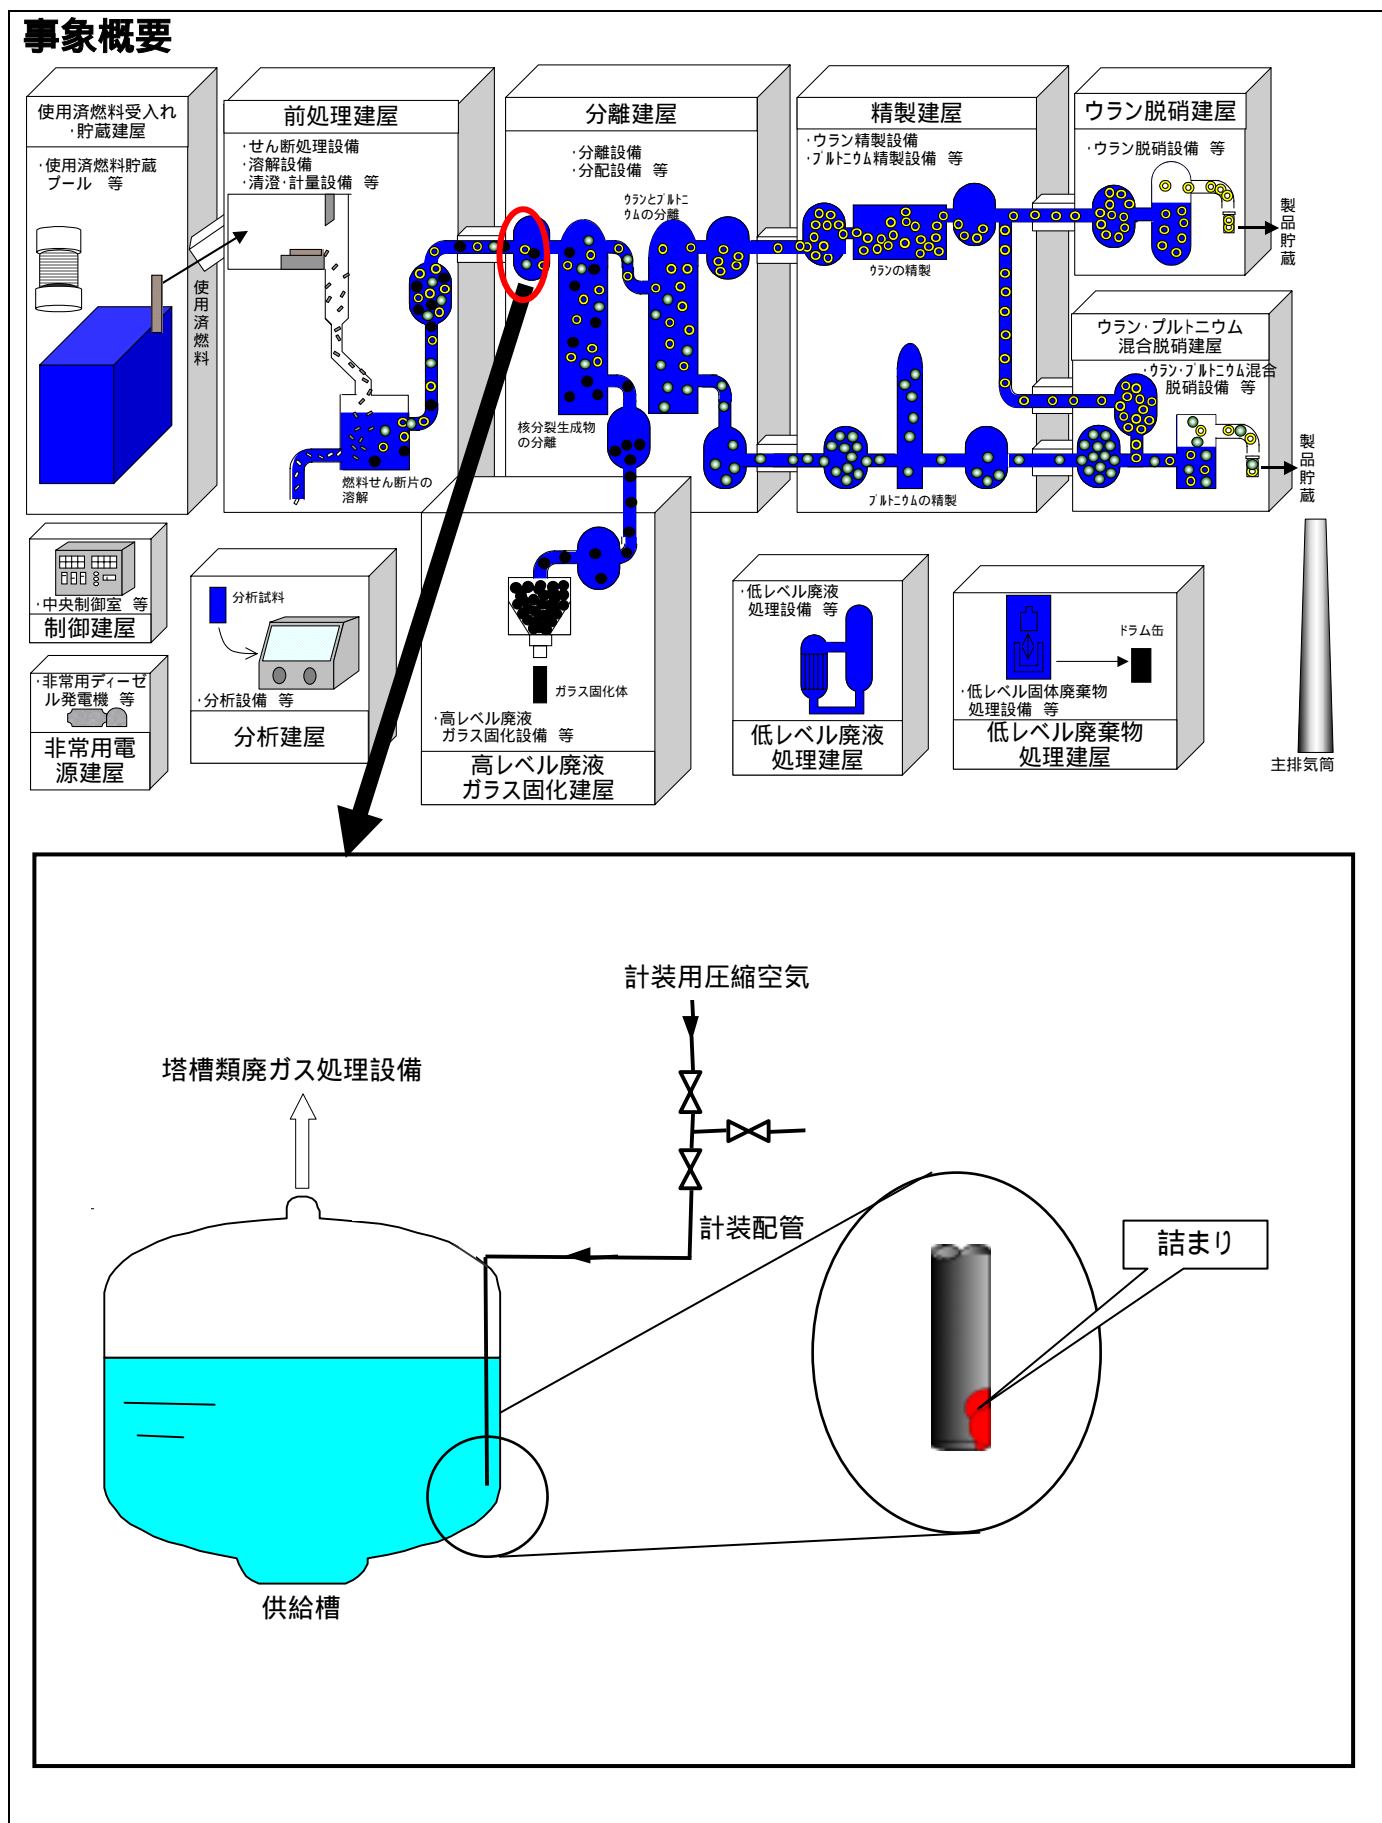 事象概要
使用済燃料受入れ
・貯蔵建屋
・使用済燃料貯蔵
プール 等
使用済燃料
前処理建屋
・せん断処理設備
・溶解設備
・清澄・計量設備 等
燃料せん断片の
溶解
分離建屋
・分離設備
・分配設備 等
ウランとプルトニ
ウムの分離
核分裂生成物
の分離
精製建屋
・ウラン精製設備
・プルトニウム精製設備 等
ウランの精製
プルトニウムの精製
ウラン脱硝建屋
・ウラン脱硝設備 等
製品貯蔵
ウラン・プルトニウム
混合脱硝建屋
・ウラン・プルトニウム混合
脱硝設備 等
製品貯蔵
・中央制御室 等
制御建屋
・非常用ディーゼ
ル発電機 等
非常用電
源建屋
分析試料
・分析設備 等
分析建屋
ガラス固化体
・高レベル廃液
ガラス固化設備 等
高レベル廃液
ガラス固化建屋
・低レベル廃液
処理設備 等
低レベル廃液
処理建屋
ドラム缶
・低レベル固体廃棄物
処理設備 等
低レベル廃棄物
処理建屋
主排気筒
計装用圧縮空気
塔槽類廃ガス処理設備
計装配管
詰まり
供給槽